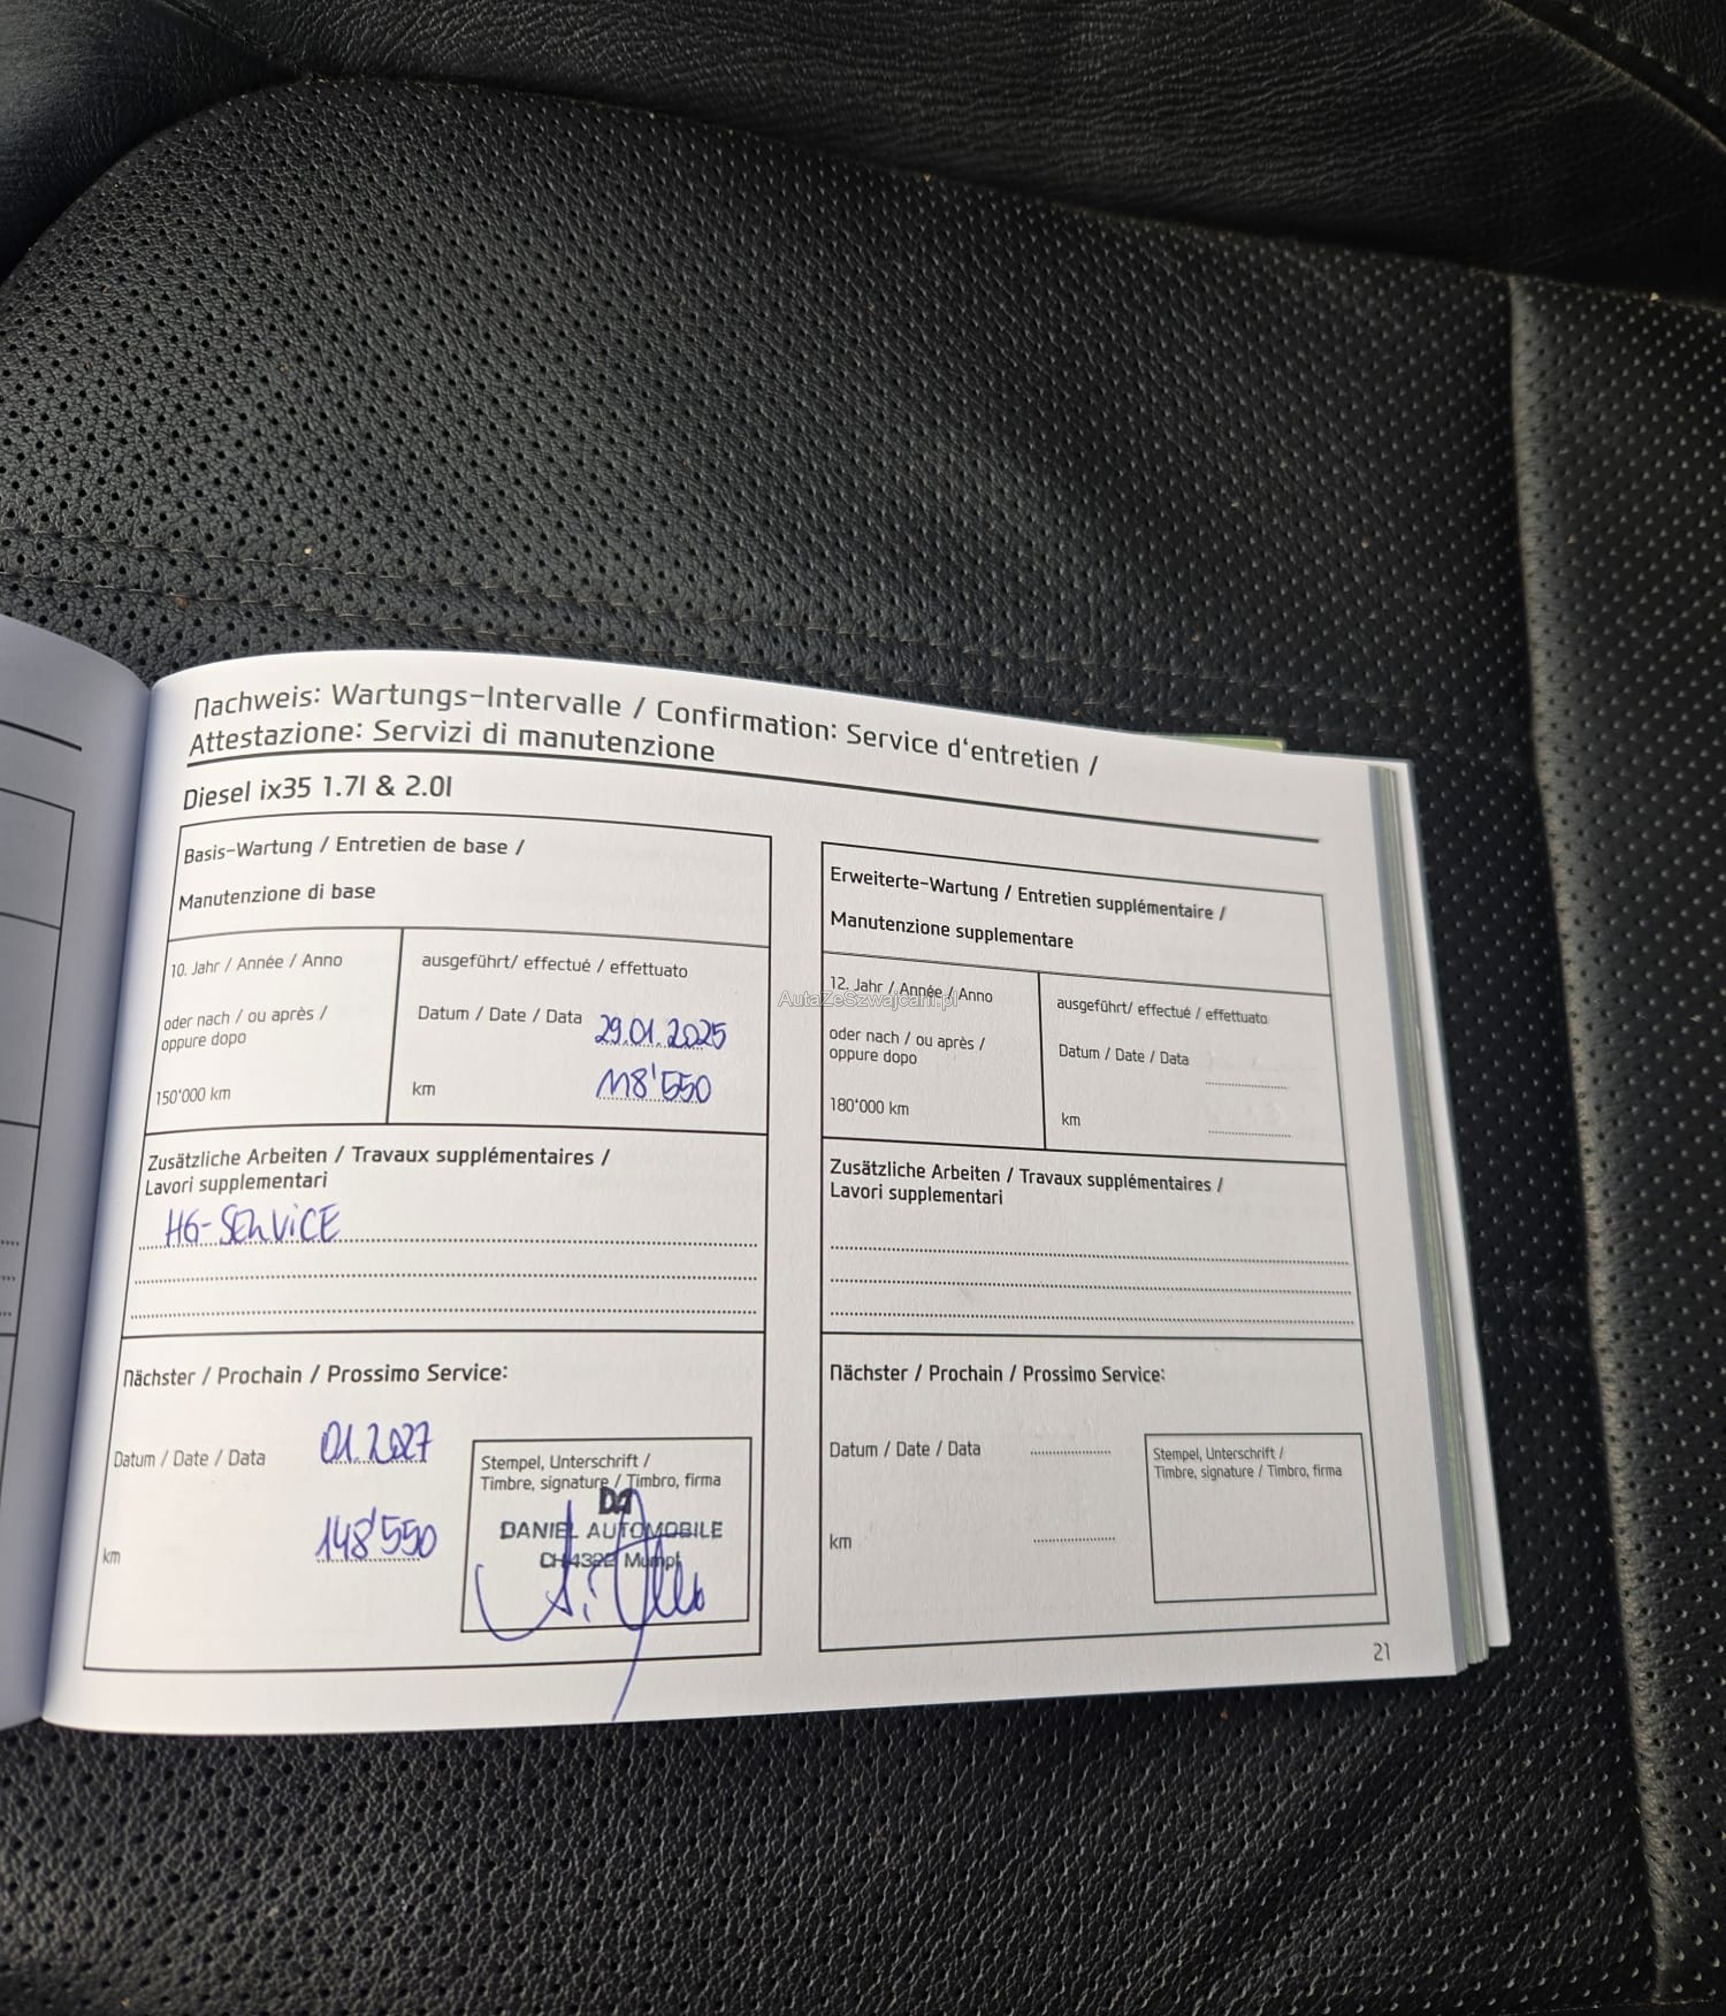 Nachweis: Wartungs-Intervalle / Confirmation: Service d'entretien /
Attestazione: Servizi di manutenzione
Diesel ix35 1.7l & 2.0l
Basis-Wartung / Entretien de base /
Manutenzione di base
10. Jahr / Année / Anno
oder nach / ou après /
oppure dopo
150'000 km
ausgeführt/ effectué / effettuato
Datum / Date / Data 29.01.2025
km 118'550
Zusätzliche Arbeiten / Travaux supplémentaires /
Lavori supplementari
HG-SERVICE
Nächster / Prochain / Prossimo Service:
Datum / Date / Data 01.2027
km 148'550
Stempel, Unterschrift /
Timbre, signature / Timbro, firma
DA
DANIEL AUTOMOBILE
CH-4322 Mumpf
Erweiterte-Wartung / Entretien supplémentaire /
Manutenzione supplementare
12. Jahr / Année / Anno
oder nach / ou après /
oppure dopo
180'000 km
ausgeführt/ effectué / effettuato
Datum / Date / Data
km
Zusätzliche Arbeiten / Travaux supplémentaires /
Lavori supplementari
Nächster / Prochain / Prossimo Service:
Datum / Date / Data
km
Stempel, Unterschrift /
Timbre, signature / Timbro, firma
21
AutaZeSzwajcarii.pl